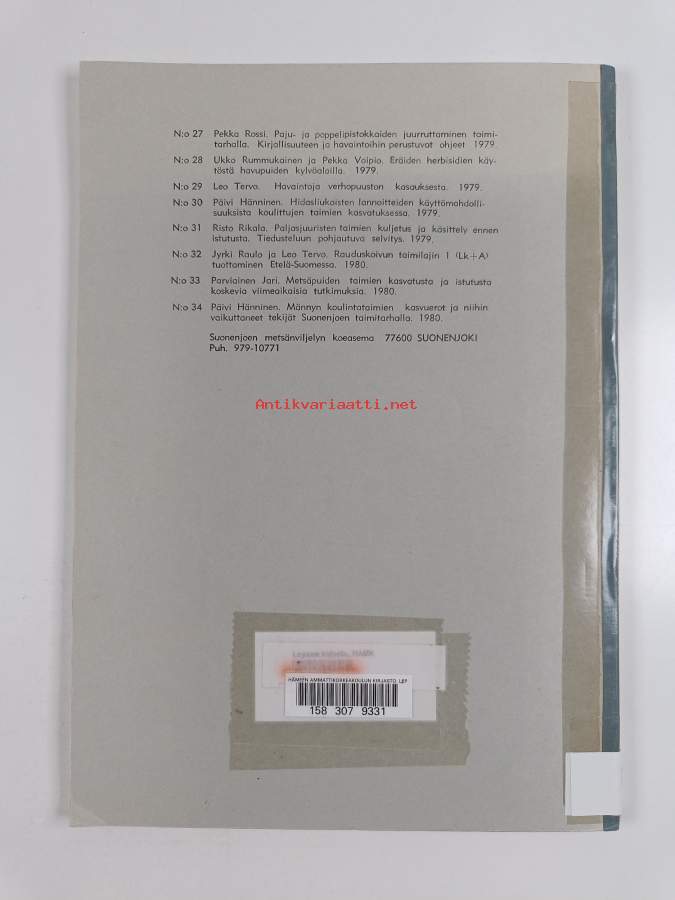 N:o 27 Pekka Rossi. Paju- ja poppelipistokkaiden juurruttaminen taimi-
tarhalla. Kirjallisuuteen ja havaintoihin perustuvat ohjeet 1979.
N:o 28 Ukko Rummukainen ja Pekka Voipio. Eräiden herbisidien käy-
töstä havupuiden kylvöaloilla. 1979.
N:o 29 Leo Tervo. Havaintoja verhopuuston kasauksesta. 1979.
N:o 30 Päivi Hänninen. Hidasliukoisten lannoitteiden käyttömahdolli-
suuksista koulittujen taimien kasvatuksessa. 1979.
N:o 31 Risto Rikala. Paljasjuuristen taimien kuljetus ja käsittely ennen
istutusta. Tiedusteluun pohjautuva selvitys. 1979.
N:o 32 Jyrki Raulo ja Leo Tervo. Rauduskoivun taimilajin 1 (Lk+A)
tuottaminen Etelä-Suomessa. 1980.
N:o 33 Parviainen Jari. Metsäpuiden taimien kasvatusta ja istutusta
koskevia viimeaikaisia tutkimuksia. 1980.
N:o 34 Päivi Hänninen. Männyn koulintataimien kasvuerot ja niihin
vaikuttaneet tekijät Suonenjoen taimitarhalla. 1980.
Suonenjoen metsänviljelyn koeasema 77600 SUONENJOKI
Puh. 979-10771
Antikvariaatti.net
HÄMEEN AMMATTIKORKEAKOULUN KIRJASTO LEP
158 307 9331